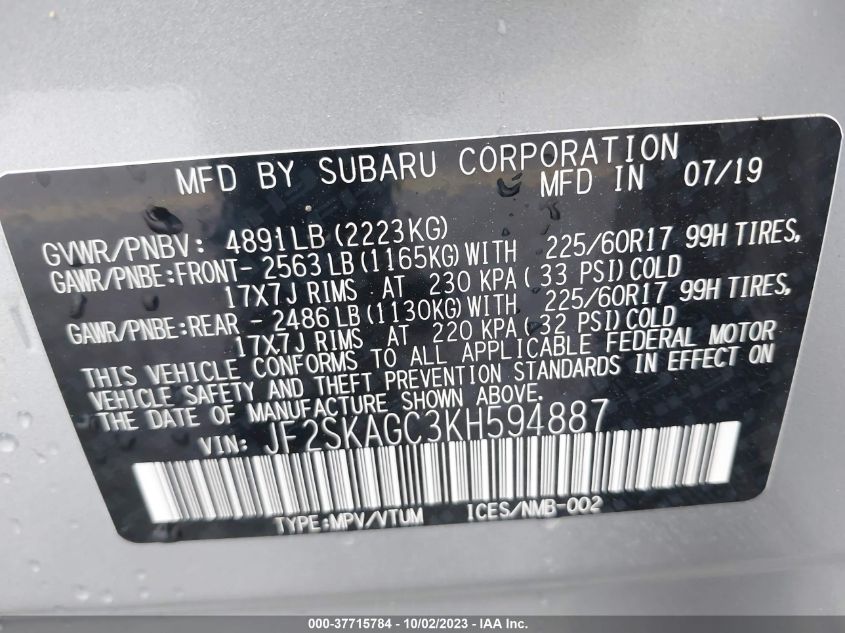 MFD BY SUBARU CORPORATION
MFD IN 07/19
GVWR/PNBV: 4891LB(2223KG)
GAWR/PNBE:FRONT- 2563LB(1165KG)WITH 225/60R17 99H TIRES,
17X7J RIMS AT 230 KPA( 33 PSI)COLD
GAWR/PNBE:REAR - 2486LB(1130KG)WITH 225/60R17 99H TIRES,
17X7J RIMS AT 220 KPA( 32 PSI)COLD
THIS VEHICLE CONFORMS TO ALL APPLICABLE FEDERAL MOTOR
VEHICLE SAFETY AND THEFT PREVENTION STANDARDS IN EFFECT ON
THE DATE OF MANUFACTURE SHOWN ABOVE.
VIN: JF2SKAGC3KH594887
TYPE:MPV/VTUM ICES/NMB-002
000-37715784 - 10/02/2023 - IAA Inc.